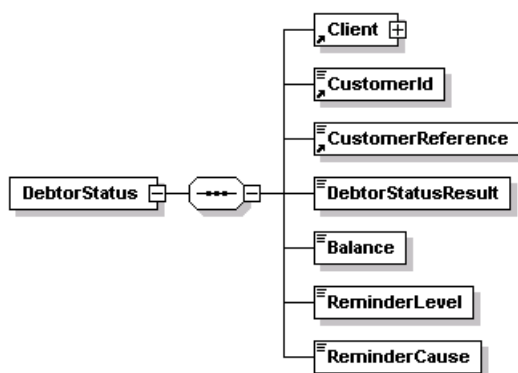 Client
CustomerId
CustomerReference
DebtorStatus
DebtorStatusResult
Balance
ReminderLevel
ReminderCause